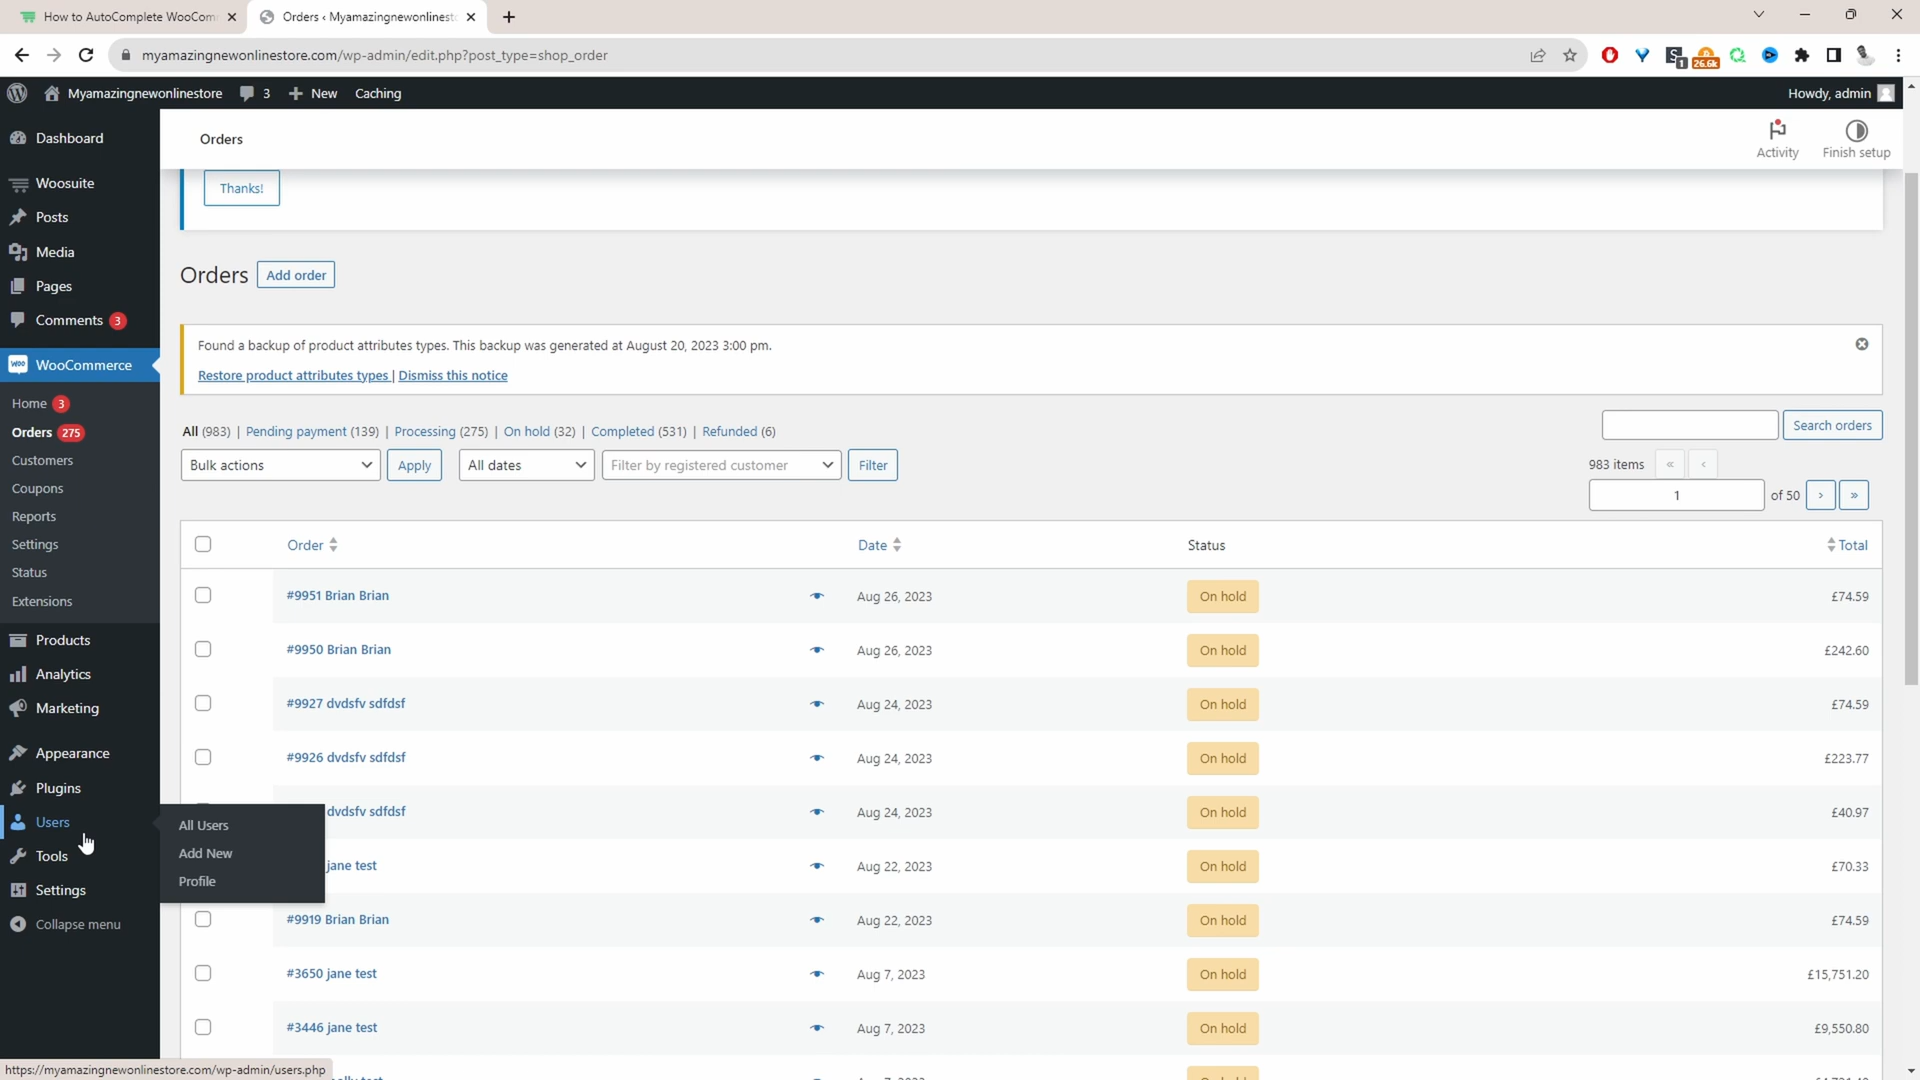 How to AutoComplete WooCom
Orders ‹ Myamazingnewonlinest
myamazingnewonlinestore.com/wp-admin/edit.php?post_type=shop_order
1
26.6k
Myamazingnewonlinestore
3
New
Caching
Howdy, admin
Dashboard
Woosuite
Posts
Media
Pages
Comments 3
WooCommerce
Home 3
Orders 275
Customers
Coupons
Reports
Settings
Status
Extensions
Products
Analytics
Marketing
Appearance
Plugins
Users
Tools
Settings
Collapse menu
All Users
Add New
Profile
Orders
Activity
Finish setup
Thanks!
Orders
Add order
Found a backup of product attributes types. This backup was generated at August 20, 2023 3:00 pm.
Restore product attributes types | Dismiss this notice
All (983) | Pending payment (139) | Processing (275) | On hold (32) | Completed (531) | Refunded (6)
Search orders
Bulk actions
Apply
All dates
Filter by registered customer
Filter
983 items « ‹
1 of 50 › »
Order Date Status Total
#9951 Brian Brian Aug 26, 2023 On hold £74.59
#9950 Brian Brian Aug 26, 2023 On hold £242.60
#9927 dvdsfv sdfdsf Aug 24, 2023 On hold £74.59
#9926 dvdsfv sdfdsf Aug 24, 2023 On hold £223.77
dvdsfv sdfdsf Aug 24, 2023 On hold £40.97
jane test Aug 22, 2023 On hold £70.33
#9919 Brian Brian Aug 22, 2023 On hold £74.59
#3650 jane test Aug 7, 2023 On hold £15,751.20
#3446 jane test Aug 7, 2023 On hold £9,550.80
https://myamazingnewonlinestore.com/wp-admin/users.php